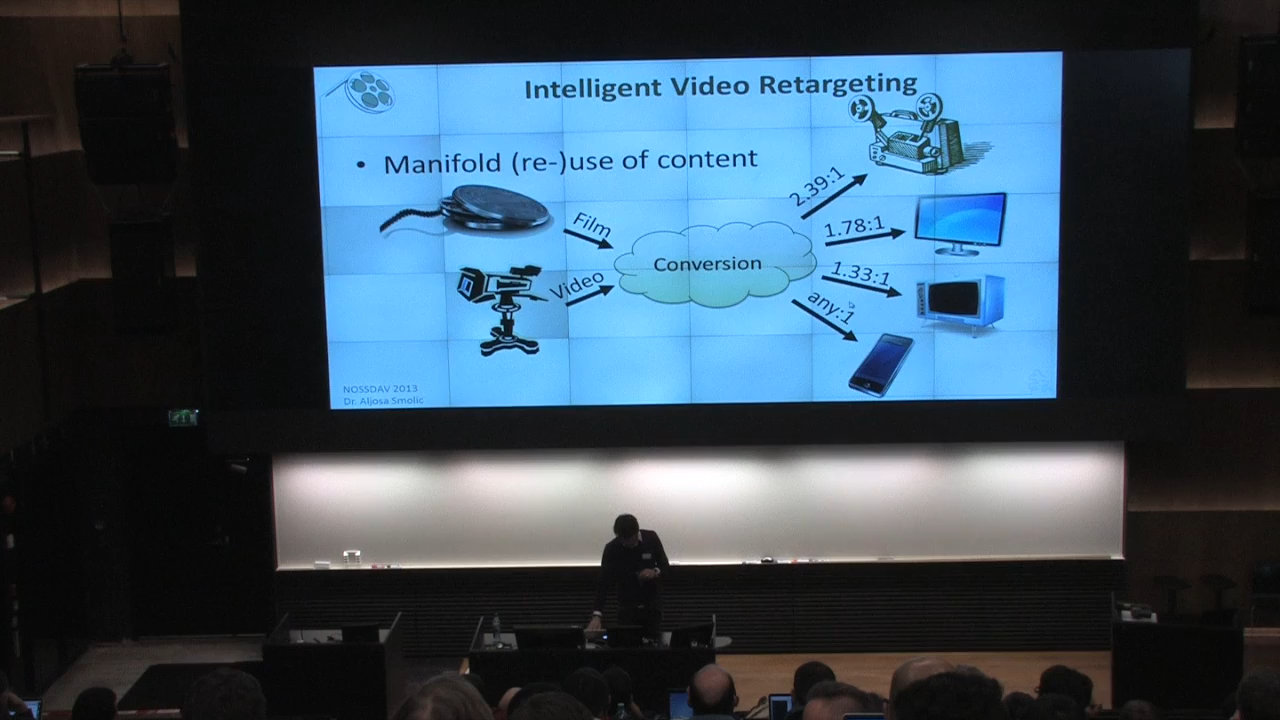 Intelligent Video Retargeting
• Manifold (re-)use of content
Film
Video
Conversion
2.39:1
1.78:1
1.33:1
any:1
NOSSDAV 2013
Dr. Aljosa Smolic